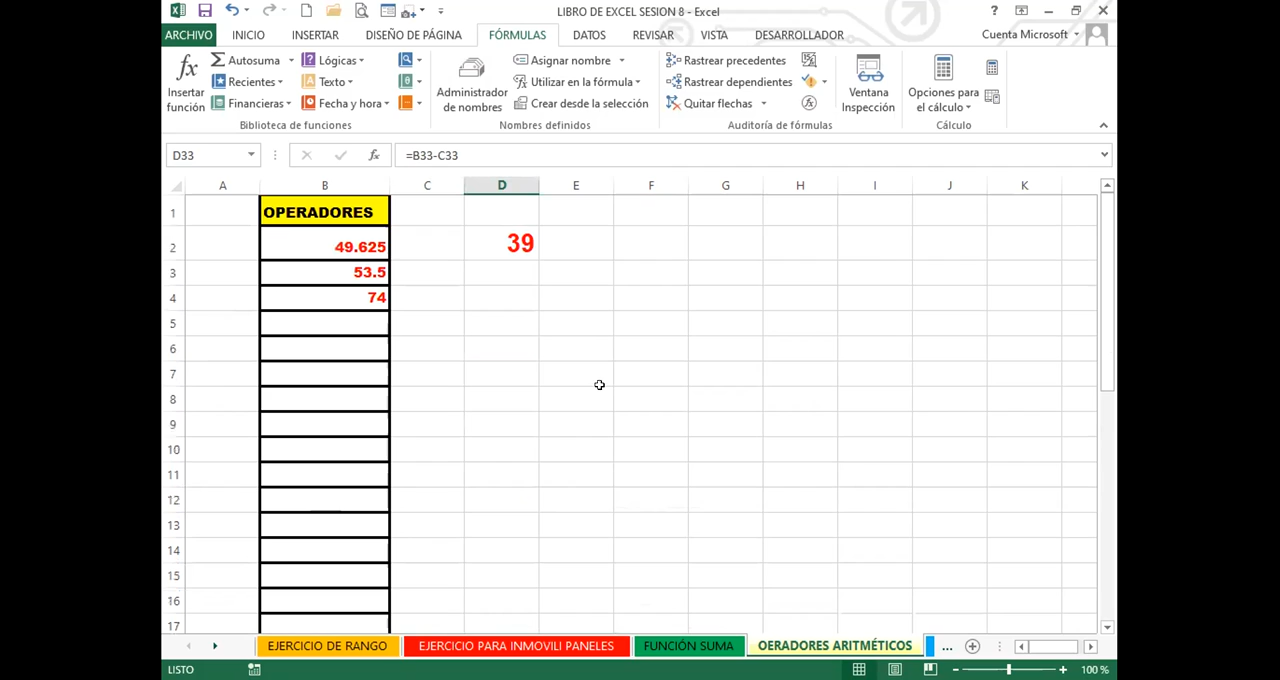 LIBRO DE EXCEL SESION 8 - Excel
ARCHIVO INICIO INSERTAR DISEÑO DE PÁGINA FÓRMULAS DATOS REVISAR VISTA DESARROLLADOR Cuenta Microsoft
fx Insertar función
Autosuma Lógicas
Recientes Texto
Financieras Fecha y hora
Biblioteca de funciones
Administrador de nombres
Asignar nombre
Utilizar en la fórmula
Crear desde la selección
Nombres definidos
Rastrear precedentes
Rastrear dependientes
Quitar flechas
Ventana Inspección
Auditoría de fórmulas
Opciones para el cálculo
Cálculo
D33 fx =B33-C33
A B C D E F G H I J K
1 OPERADORES
2 49.625 39
3 53.5
4 74
5
6
7
8
9
10
11
12
13
14
15
16
17
EJERCICIO DE RANGO EJERCICIO PARA INMOVILI PANELES FUNCIÓN SUMA OERADORES ARITMÉTICOS ...
LISTO 100 %